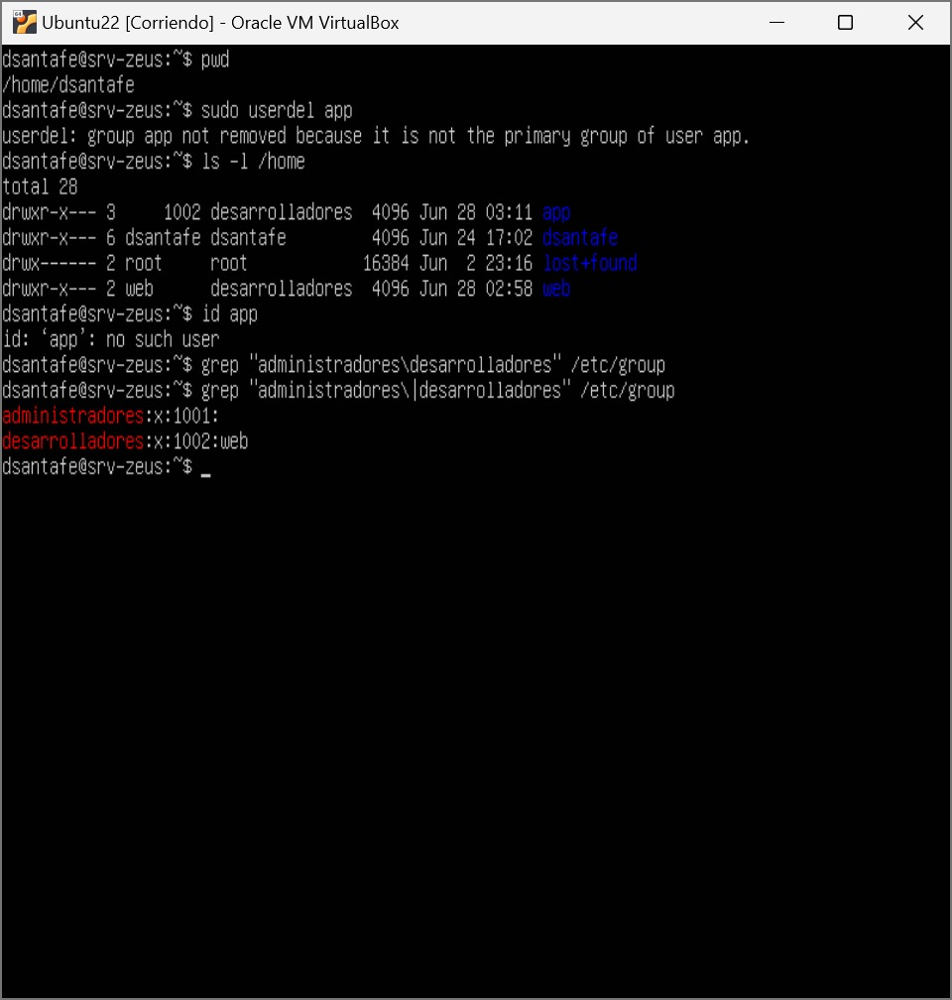 Ubuntu22 [Corriendo] - Oracle VM VirtualBox
dsantafe@srv-zeus:~$ pwd
/home/dsantafe
dsantafe@srv-zeus:~$ sudo userdel app
userdel: group app not removed because it is not the primary group of user app.
dsantafe@srv-zeus:~$ ls -l /home
total 28
drwxr-x--- 3     1002 desarrolladores  4096 Jun 28 03:11 app
drwxr-x--- 6 dsantafe dsantafe         4096 Jun 24 17:02 dsantafe
drwx------ 2 root     root            16384 Jun  2 23:16 lost+found
drwxr-x--- 2 web      desarrolladores  4096 Jun 28 02:58 web
dsantafe@srv-zeus:~$ id app
id: ‘app’: no such user
dsantafe@srv-zeus:~$ grep "administradores\desarrolladores" /etc/group
dsantafe@srv-zeus:~$ grep "administradores\|desarrolladores" /etc/group
administradores:x:1001:
desarrolladores:x:1002:web
dsantafe@srv-zeus:~$ _